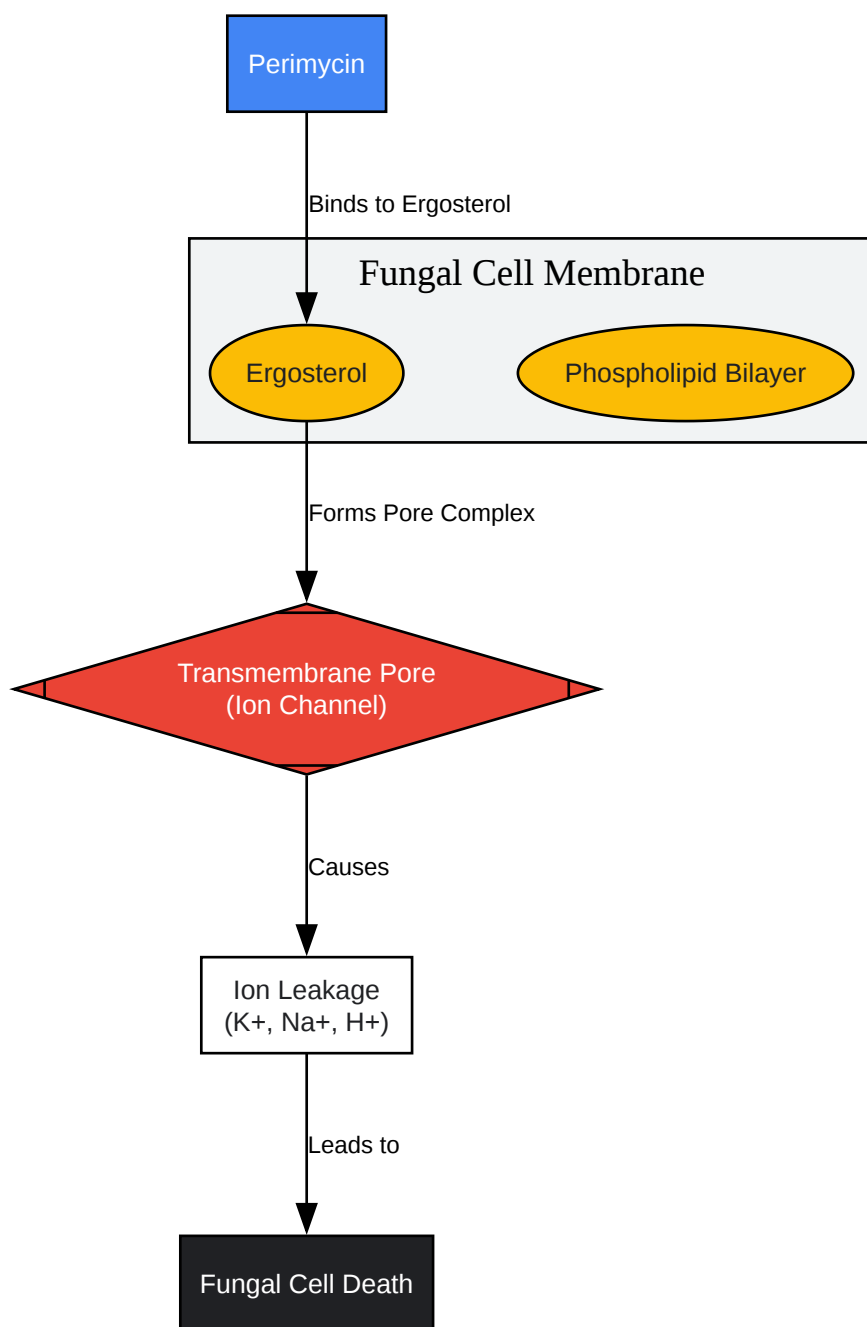 Perimycin
Binds to Ergosterol
Fungal Cell Membrane
Ergosterol
Phospholipid Bilayer
Forms Pore Complex
Transmembrane Pore
(Ion Channel)
Causes
Ion Leakage
(K+, Na+, H+)
Leads to
Fungal Cell Death